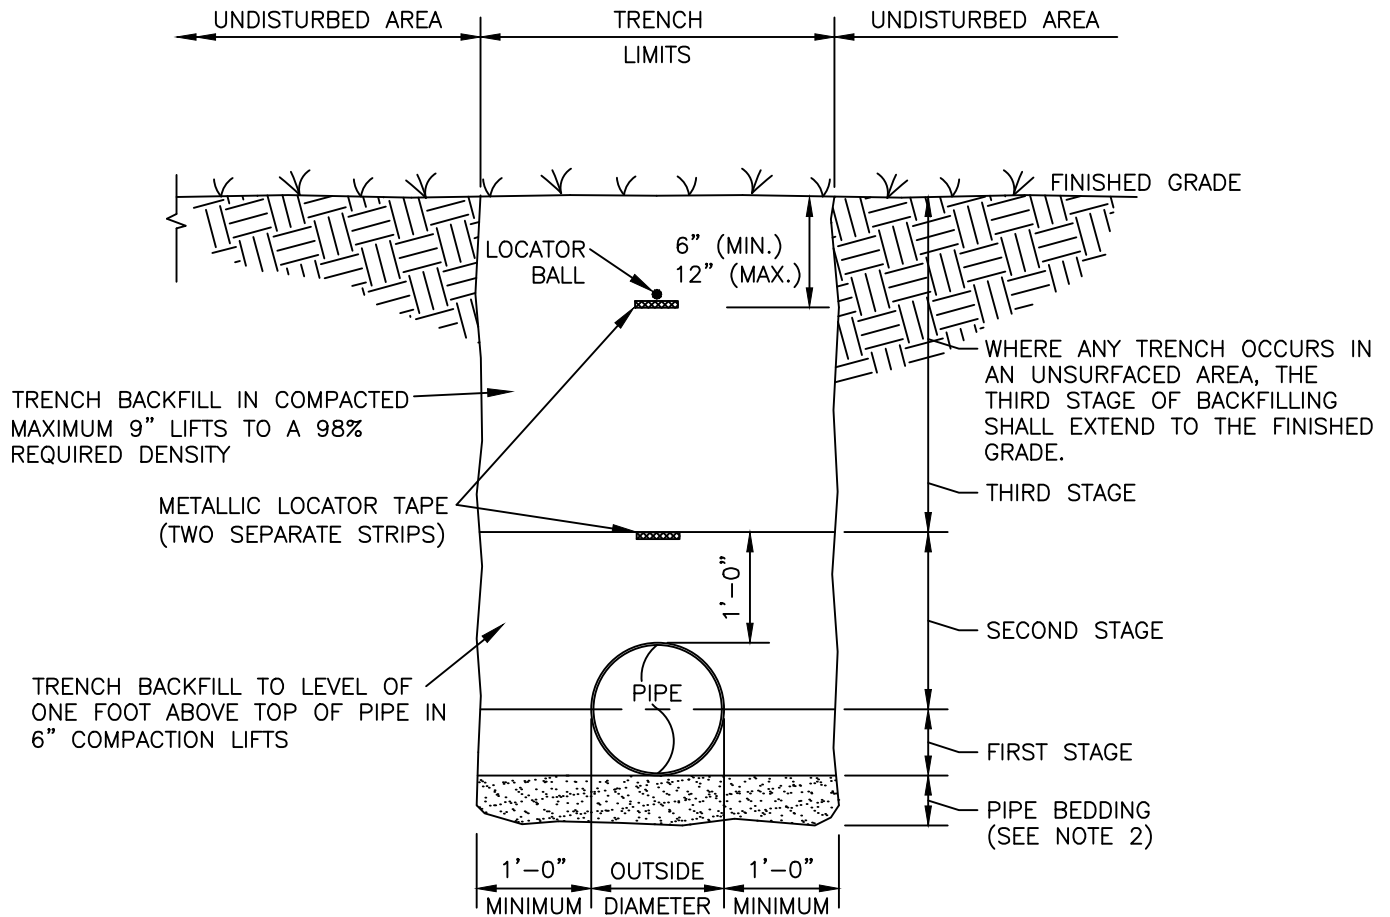 UNDISTURBED AREA
TRENCH
LIMITS
UNDISTURBED AREA
FINISHED GRADE
LOCATOR
BALL
6” (MIN.)
12” (MAX.)
WHERE ANY TRENCH OCCURS IN
AN UNSURFACED AREA, THE
THIRD STAGE OF BACKFILLING
SHALL EXTEND TO THE FINISHED
GRADE.
TRENCH BACKFILL IN COMPACTED
MAXIMUM 9” LIFTS TO A 98%
REQUIRED DENSITY
THIRD STAGE
METALLIC LOCATOR TAPE
(TWO SEPARATE STRIPS)
1’-0”
SECOND STAGE
TRENCH BACKFILL TO LEVEL OF
ONE FOOT ABOVE TOP OF PIPE IN
6” COMPACTION LIFTS
PIPE
FIRST STAGE
PIPE BEDDING
(SEE NOTE 2)
1’-0”
MINIMUM
OUTSIDE
DIAMETER
1’-0”
MINIMUM